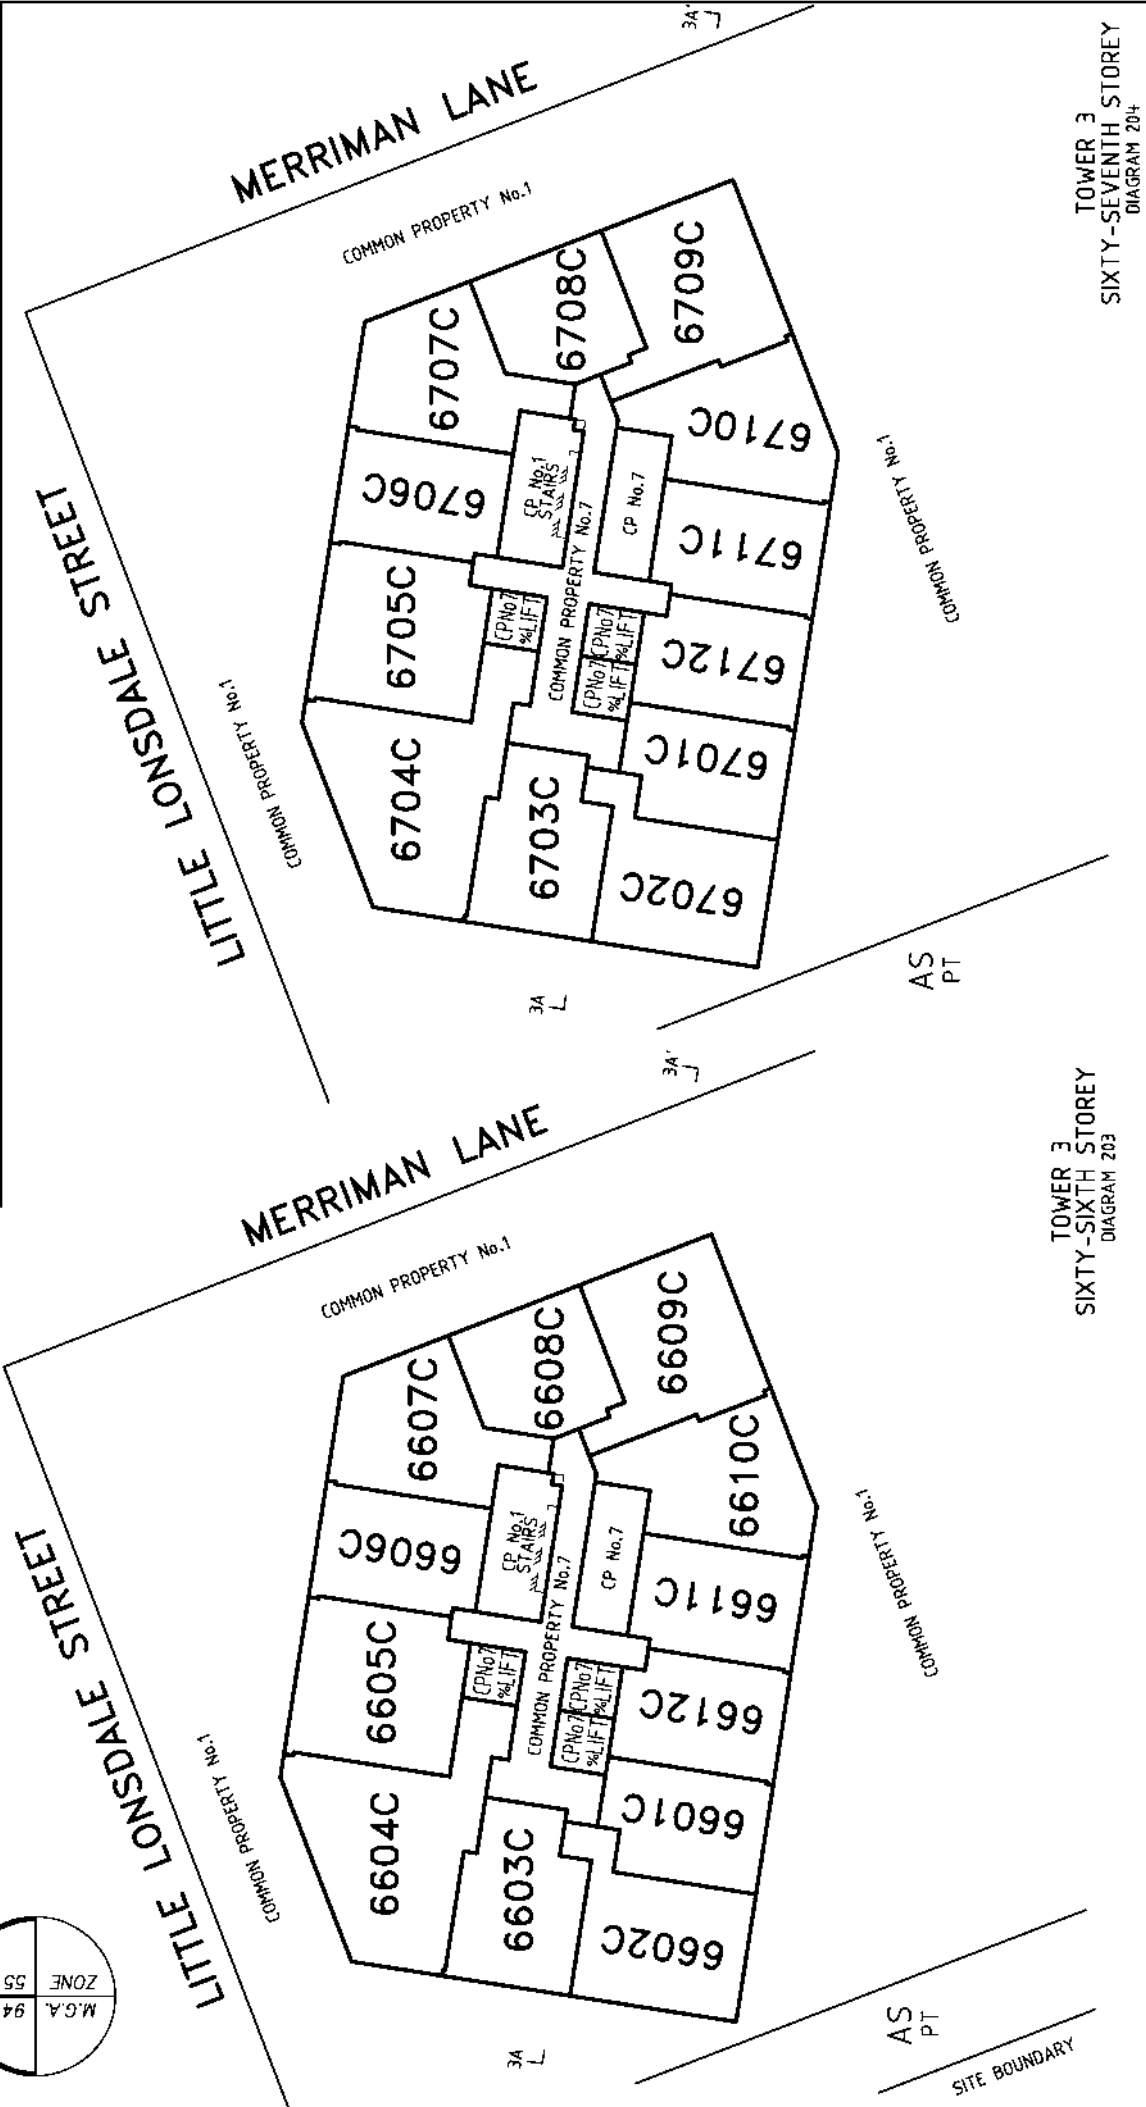 MERRIMAN LANE
3A'
COMMON PROPERTY No.1
LITTLE LONSDALE STREET
COMMON PROPERTY No.1
6707C
6708C
6709C
6706C
CP No.1
STAIRS
CP No.7
6710C
6705C
CPNo7
%LIFT
COMMON PROPERTY No.7
CPNo7
%LIFT
CPNo7
%LIFT
6711C
6712C
6704C
6703C
6701C
6702C
COMMON PROPERTY No.1
3A
AS
PT
TOWER 3
SIXTY-SEVENTH STOREY
DIAGRAM 204
MERRIMAN LANE
3A'
COMMON PROPERTY No.1
LITTLE LONSDALE STREET
COMMON PROPERTY No.1
6607C
6608C
6609C
6606C
CP No.1
STAIRS
CP No.7
6610C
6605C
CPNo7
%LIFT
COMMON PROPERTY No.7
CPNo7
%LIFT
CPNo7
%LIFT
6611C
6612C
6604C
6603C
6601C
6602C
COMMON PROPERTY No.1
3A
AS
PT
SITE BOUNDARY
TOWER 3
SIXTY-SIXTH STOREY
DIAGRAM 203
M.G.A. 94
ZONE 55